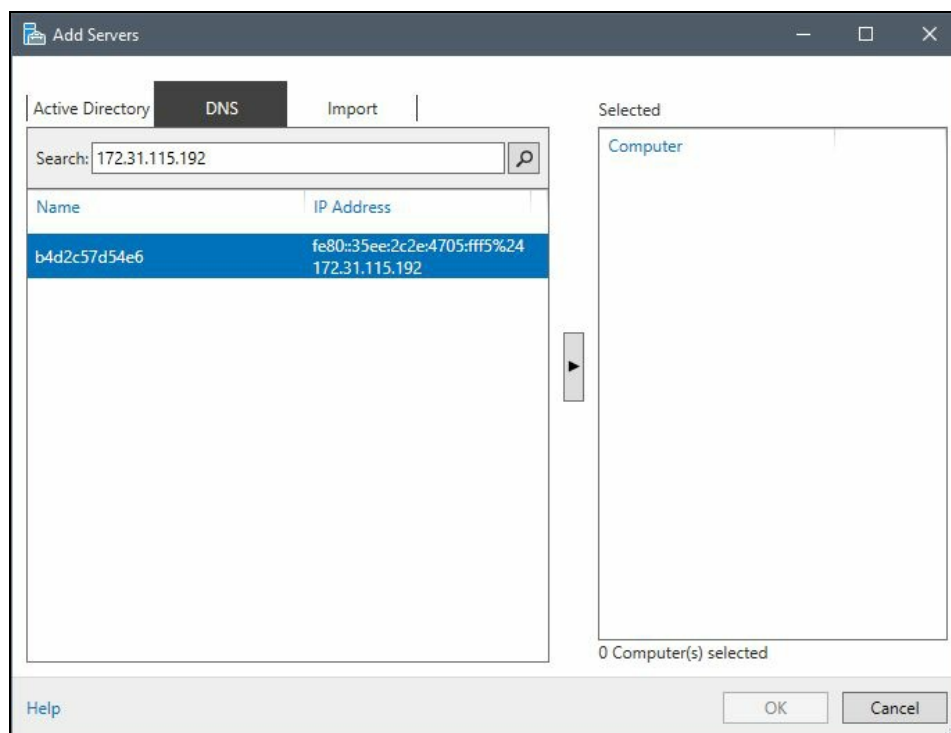 Add Servers
Active Directory DNS Import
Search: 172.31.115.192
Name IP Address
b4d2c57d54e6 fe80::35ee:2c2e:4705:fff5%24
172.31.115.192
Selected
Computer
0 Computer(s) selected
Help OK Cancel